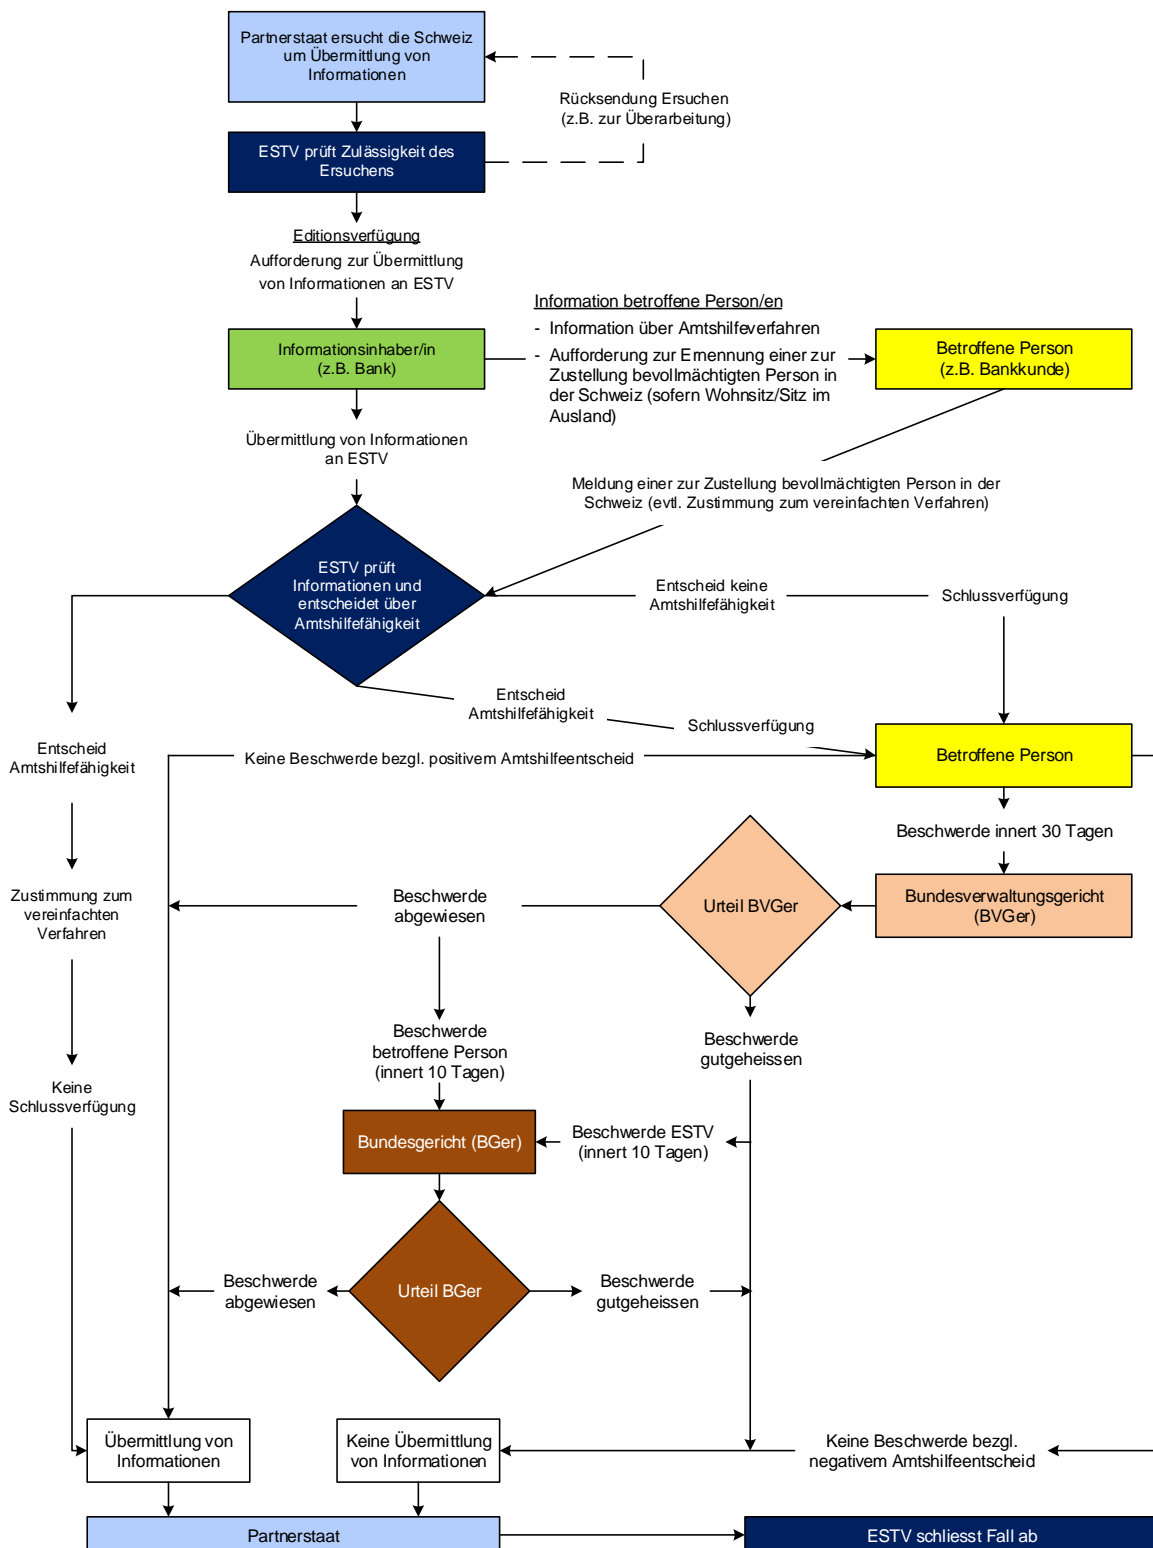 Partnerstaat ersucht die Schweiz
um Übermittlung von
Informationen
Rücksendung Ersuchen
(z.B. zur Überarbeitung)
ESTV prüft Zulässigkeit des
Ersuchens
Editionsverfügung
Aufforderung zur Übermittlung
von Informationen an ESTV
Information betroffene Person/en
- Information über Amtshilfeverfahren
- Aufforderung zur Ernennung einer zur
Zustellung bevollmächtigten Person in
der Schweiz (sofern Wohnsitz/Sitz im
Ausland)
Informationsinhaber/in
(z.B. Bank)
Betroffene Person
(z.B. Bankkunde)
Übermittlung von Informationen
an ESTV
Meldung einer zur Zustellung bevollmächtigten Person in der
Schweiz (evtl. Zustimmung zum vereinfachten Verfahren)
ESTV prüft
Informationen und
entscheidet über
Amtshilfefähigkeit
Entscheid keine
Amtshilfefähigkeit
Schlussverfügung
Entscheid
Amtshilfefähigkeit
Schlussverfügung
Entscheid
Amtshilfefähigkeit
Keine Beschwerde bezgl. positivem Amtshilfeentscheid
Betroffene Person
Beschwerde innert 30 Tagen
Zustimmung zum
vereinfachten
Verfahren
Beschwerde
abgewiesen
Urteil BVGer
Bundesverwaltungsgericht
(BVGer)
Beschwerde
betroffene Person
(innert 10 Tagen)
Beschwerde
gutgeheissen
Keine
Schlussverfügung
Bundesgericht (BGer)
Beschwerde ESTV
(innert 10 Tagen)
Beschwerde
abgewiesen
Urteil BGer
Beschwerde
gutgeheissen
Übermittlung von
Informationen
Keine Übermittlung
von Informationen
Keine Beschwerde bezgl.
negativem Amtshilfeentscheid
Partnerstaat
ESTV schliesst Fall ab